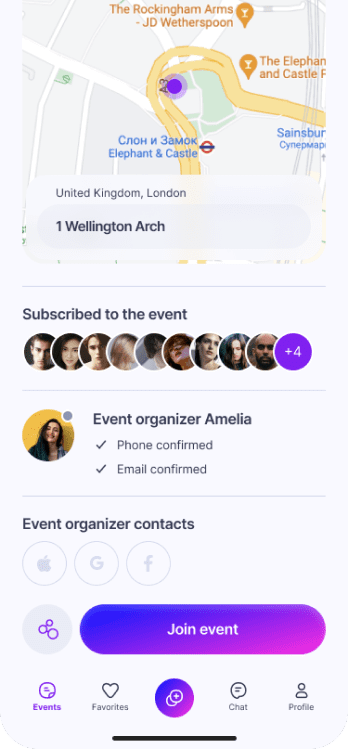 The Rockingham Arms
- JD Wetherspoon
The Elephan
and Castle P
A3
Слон и Замок
Elephant & Castle
Sainsbu
Супермар
United Kingdom, London
1 Wellington Arch
Subscribed to the event
+4
Event organizer Amelia
Phone confirmed
Email confirmed
Event organizer contacts
G
f
Join event
Events
Favorites
Chat
Profile